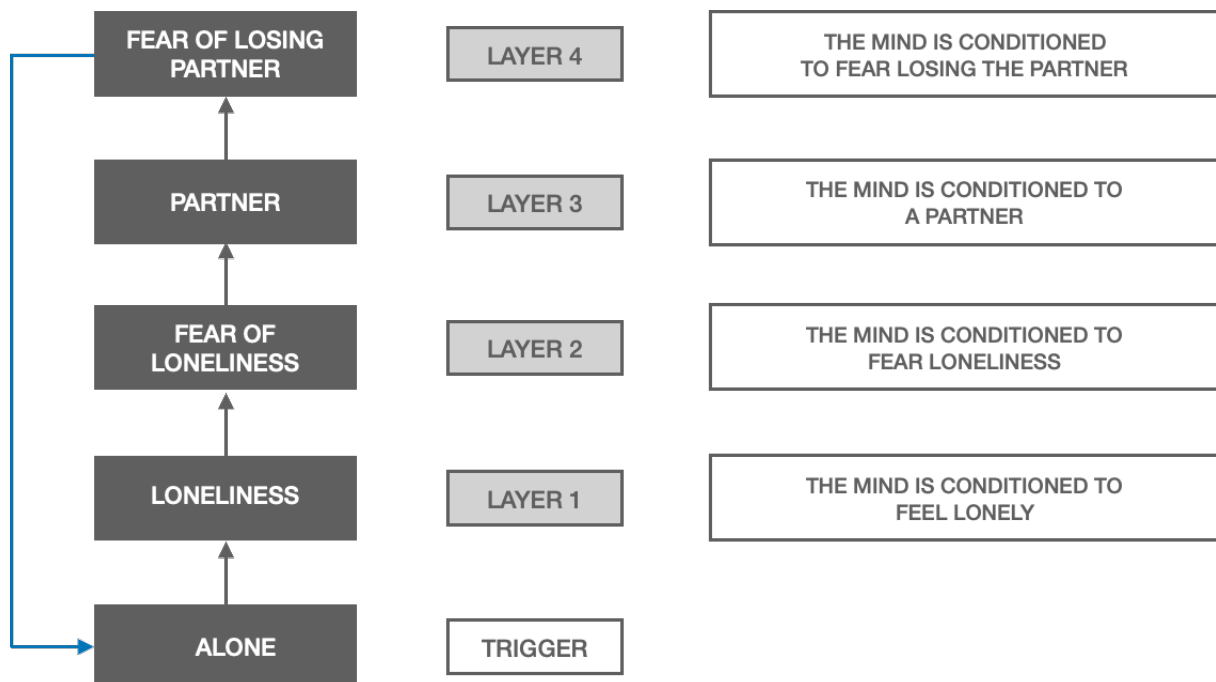 FEAR OF LOSING
PARTNER
LAYER 4
THE MIND IS CONDITIONED
TO FEAR LOSING THE PARTNER
PARTNER
LAYER 3
THE MIND IS CONDITIONED TO
A PARTNER
FEAR OF
LONELINESS
LAYER 2
THE MIND IS CONDITIONED TO
FEAR LONELINESS
LONELINESS
LAYER 1
THE MIND IS CONDITIONED TO
FEEL LONELY
ALONE
TRIGGER